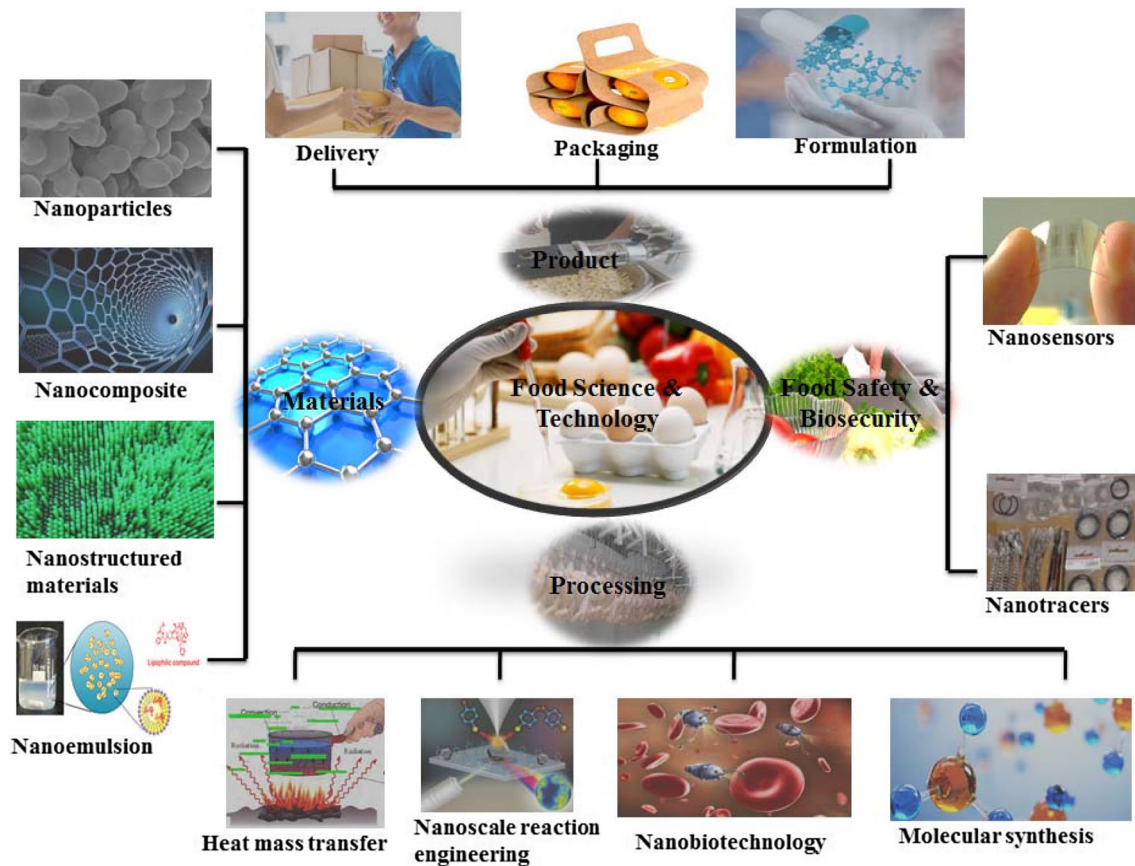 Delivery
Packaging
Formulation
Nanoparticles
Product
Nanosensors
Nanocomposite
Materials
Food Science &
Technology
Food Safety &
Biosecurity
Nanostructured
materials
Processing
Nanotracers
Lipophilic compound
Nanoemulsion
Convection
Conduction
Radiation
Radiation
Heat mass transfer
Nanoscale reaction
engineering
Nanobiotechnology
Molecular synthesis